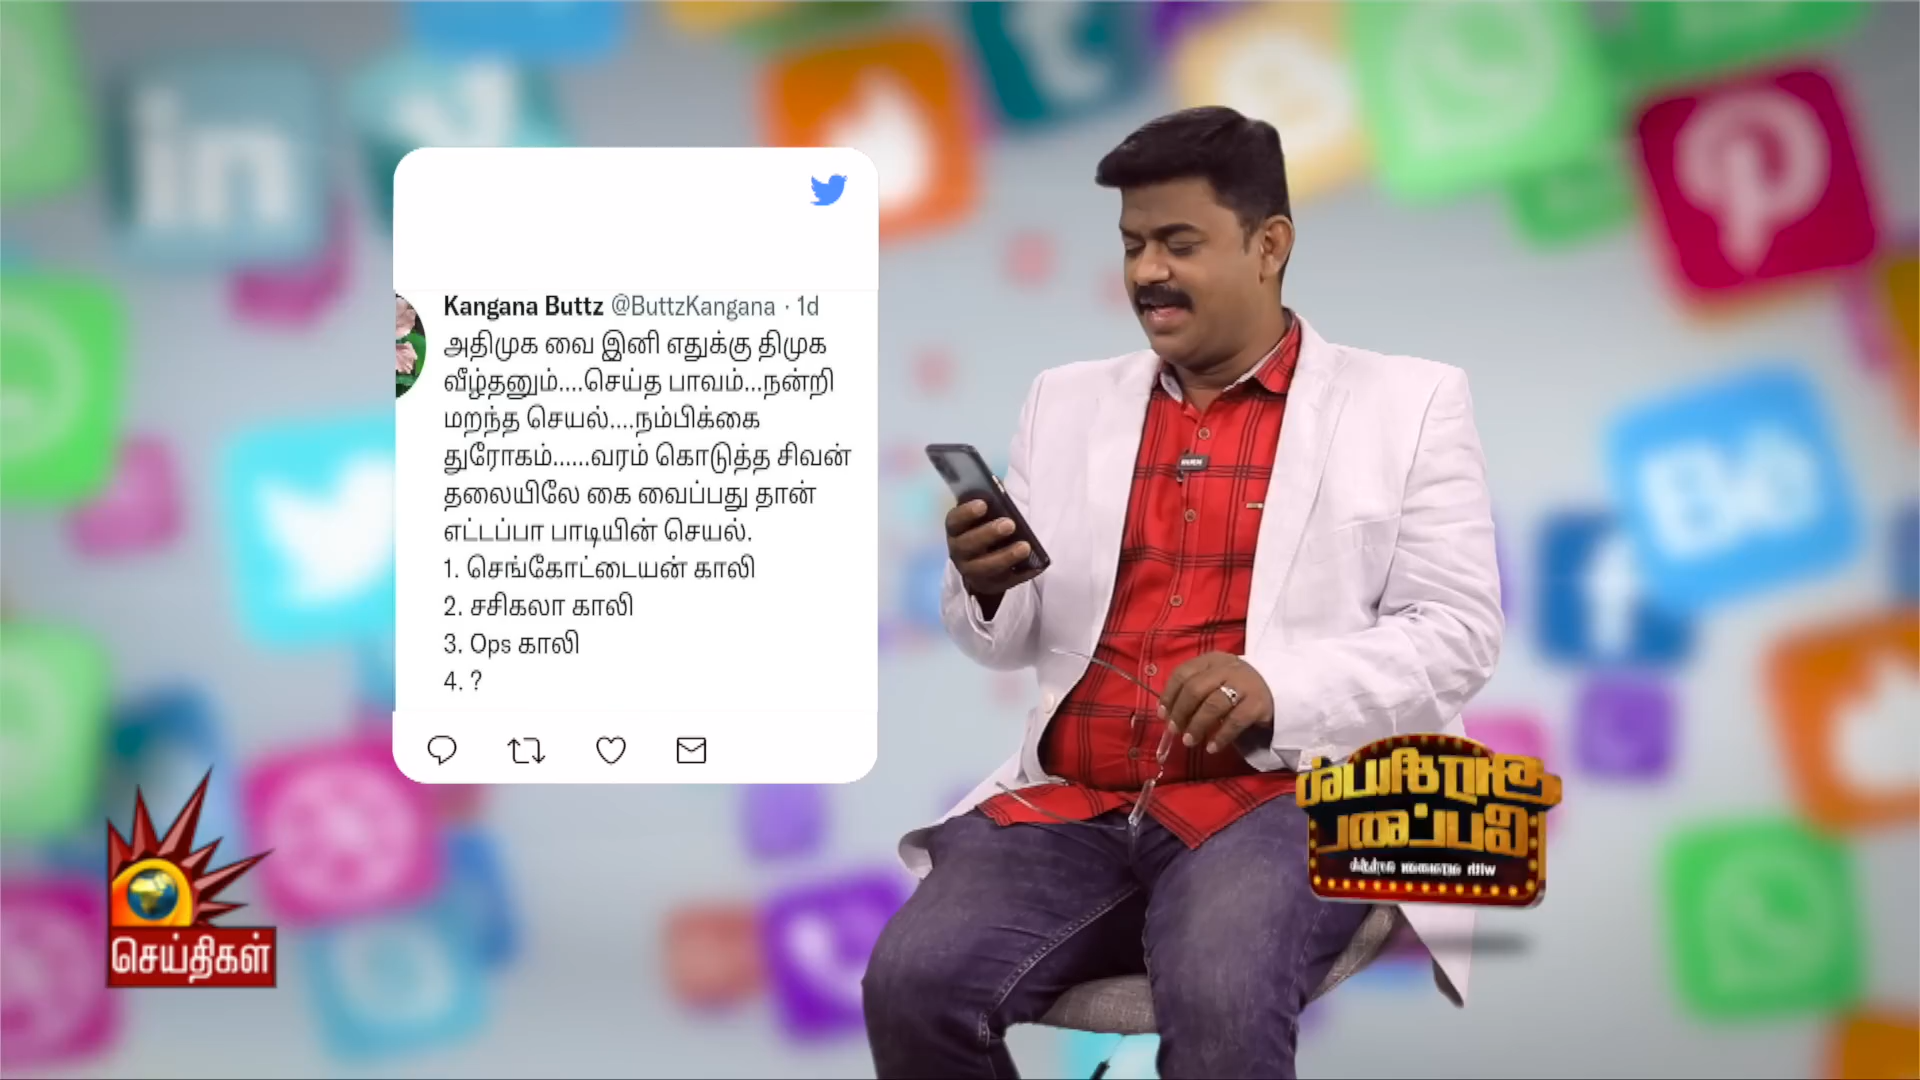 Kangana Buttz @ButtzKangana · 1d
அதிமுக வை இனி எதுக்கு திமுக
வீழ்தனும்....செய்த பாவம்...நன்றி
மறந்த செயல்....நம்பிக்கை
துரோகம்......வரம் கொடுத்த சிவன்
தலையிலே கை வைப்பது தான்
எட்டப்பா பாடியின் செயல்.
1. செங்கோட்டையன் காலி
2. சசிகலா காலி
3. Ops காலி
4. ?
செய்திகள்
in